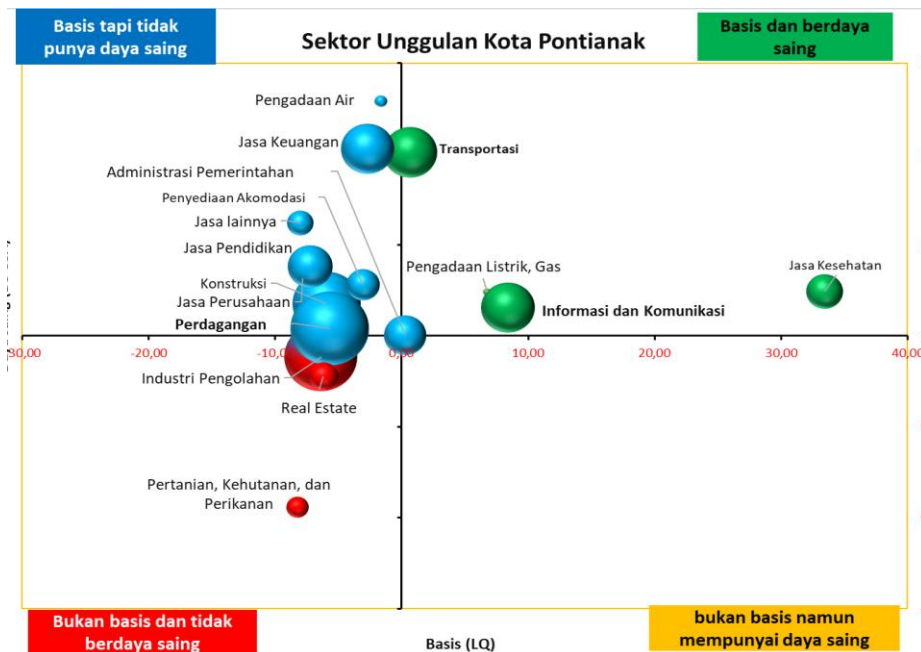 Basis tapi tidak
punya daya saing
Sektor Unggulan Kota Pontianak
Basis dan berdaya
saing
Pengadaan Air
Jasa Keuangan
Transportasi
Administrasi Pemerintahan
Penyediaan Akomodasi
Jasa lainnya
Jasa Pendidikan
Pengadaan Listrik, Gas
Jasa Kesehatan
Konstruksi
Jasa Perusahaan
Informasi dan Komunikasi
Perdagangan
-20,00
-10,00
0,00
10,00
20,00
30,00
40,00
Industri Pengolahan
Real Estate
Pertanian, Kehutanan, dan
Perikanan
Bukan basis dan tidak
berdaya saing
Basis (LQ)
bukan basis namun
mempunyai daya saing